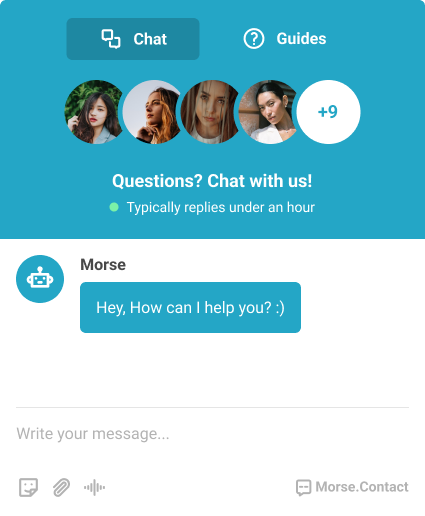 Chat
Guides
+9
Questions? Chat with us!
Typically replies under an hour
Morse
Hey, How can I help you? :)
Write your message...
Morse.Contact